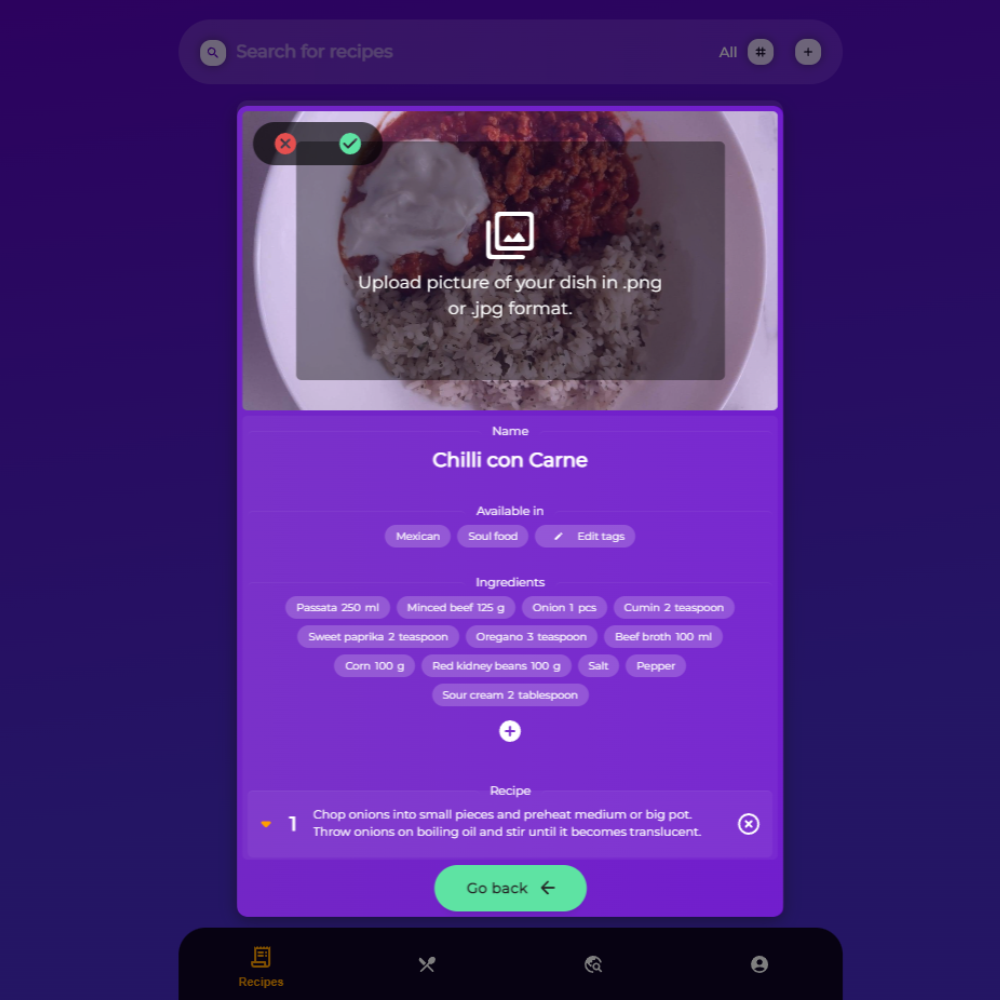 Search for recipes
All #
Upload picture of your dish in .png
or .jpg format.
Name
Chilli con Carne
Available in
Mexican Soul food Edit tags
Ingredients
Passata 250 ml Minced beef 125 g Onion 1 pcs Cumin 2 teaspoon
Sweet paprika 2 teaspoon Oregano 3 teaspoon Beef broth 100 ml
Corn 100 g Red kidney beans 100 g Salt Pepper
Sour cream 2 tablespoon
Recipe
1 Chop onions into small pieces and preheat medium or big pot.
Throw onions on boiling oil and stir until it becomes translucent.
Go back
Recipes